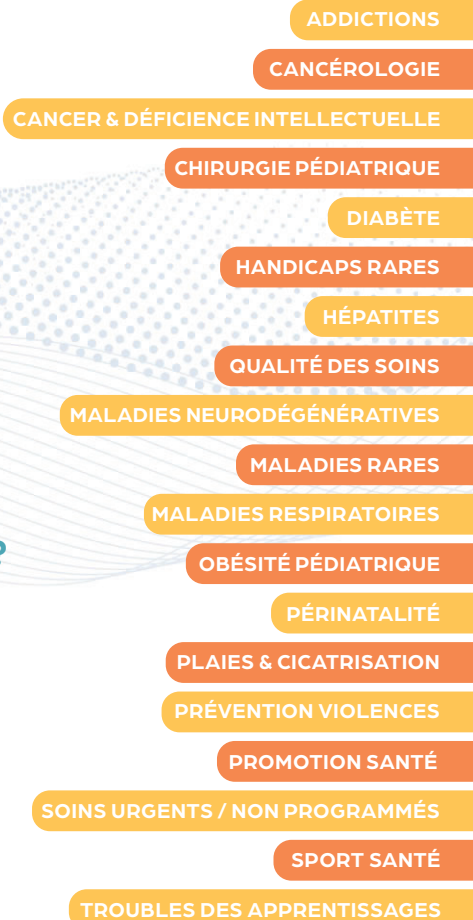 ADDICTIONS
CANCÉROLOGIE
CANCER & DÉFICIENCE INTELLECTUELLE
CHIRURGIE PÉDIATRIQUE
DIABÈTE
HANDICAPS RARES
HÉPATITES
QUALITÉ DES SOINS
MALADIES NEURODÉGÉNÉRATIVES
MALADIES RARES
MALADIES RESPIRATOIRES
OBÉSITÉ PÉDIATRIQUE
PÉRINATALITÉ
PLAIES & CICATRISATION
PRÉVENTION VIOLENCES
PROMOTION SANTÉ
SOINS URGENTS / NON PROGRAMMÉS
SPORT SANTÉ
TROUBLES DES APPRENTISSAGES